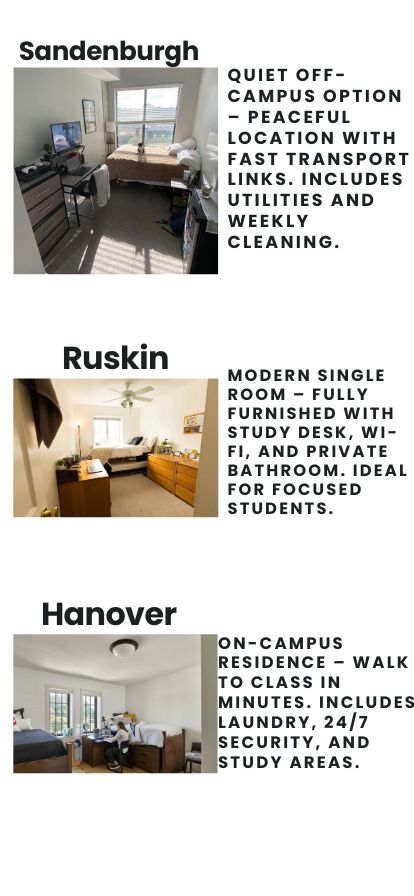 Sandenburgh
QUIET OFF-
CAMPUS OPTION
– PEACEFUL
LOCATION WITH
FAST TRANSPORT
LINKS. INCLUDES
UTILITIES AND
WEEKLY
CLEANING.
Ruskin
MODERN SINGLE
ROOM – FULLY
FURNISHED WITH
STUDY DESK, WI-
FI, AND PRIVATE
BATHROOM. IDEAL
FOR FOCUSED
STUDENTS.
Hanover
ON-CAMPUS
RESIDENCE – WALK
TO CLASS IN
MINUTES. INCLUDES
LAUNDRY, 24/7
SECURITY, AND
STUDY AREAS.